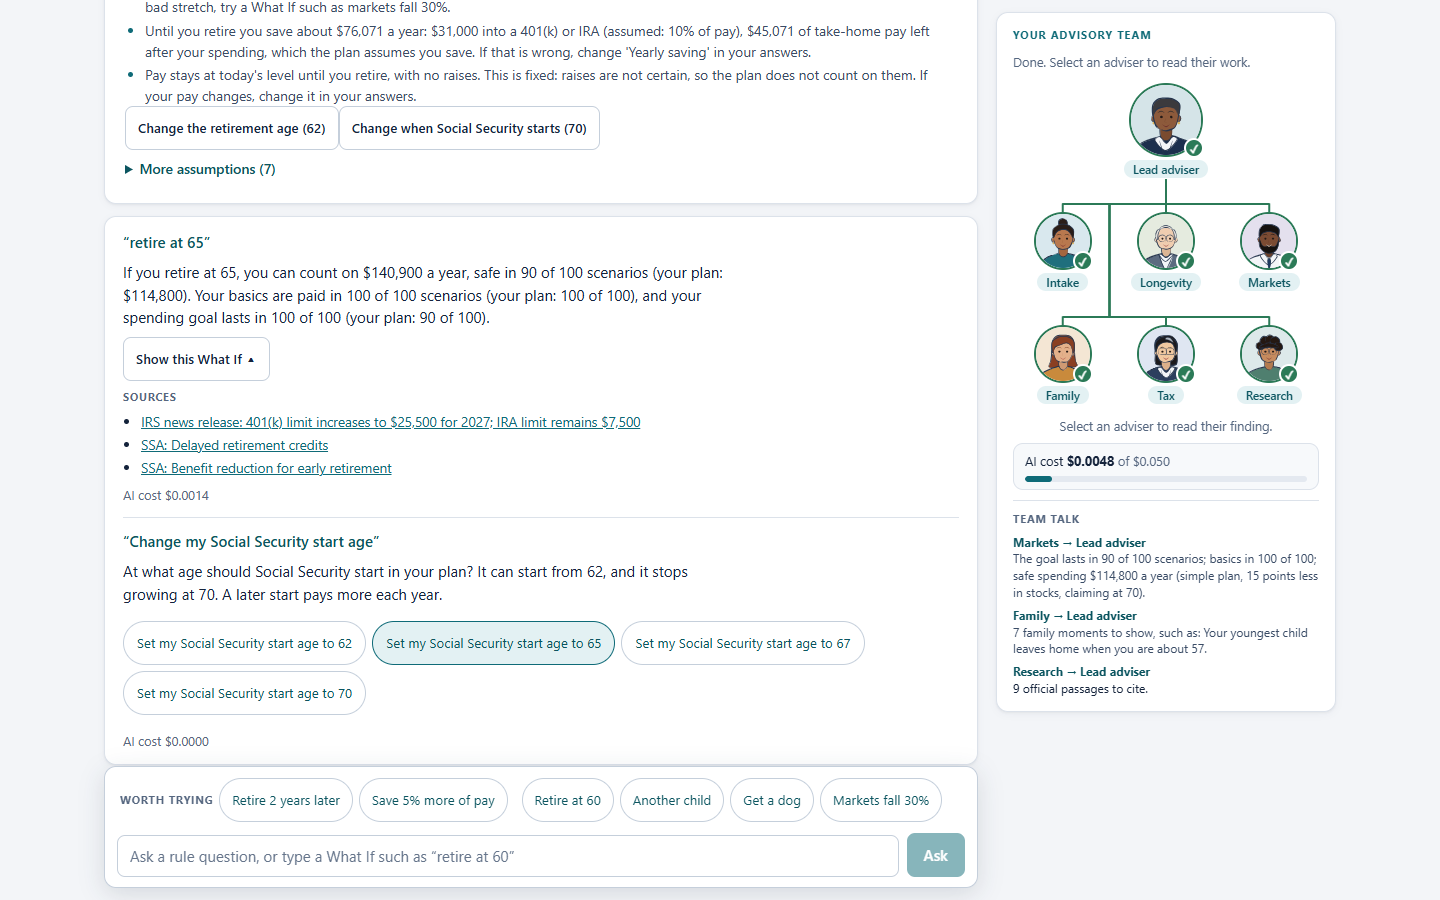 bad stretch, try a What If such as markets fall 30%.
• Until you retire you save about $76,071 a year: $31,000 into a 401(k) or IRA (assumed: 10% of pay), $45,071 of take-home pay left
after your spending, which the plan assumes you save. If that is wrong, change 'Yearly saving' in your answers.
• Pay stays at today's level until you retire, with no raises. This is fixed: raises are not certain, so the plan does not count on them. If
your pay changes, change it in your answers.
Change the retirement age (62)
Change when Social Security starts (70)
▶ More assumptions (7)
“retire at 65”
If you retire at 65, you can count on $140,900 a year, safe in 90 of 100 scenarios (your plan:
$114,800). Your basics are paid in 100 of 100 scenarios (your plan: 100 of 100), and your
spending goal lasts in 100 of 100 (your plan: 90 of 100).
Show this What If ▲
SOURCES
• IRS news release: 401(k) limit increases to $25,500 for 2027; IRA limit remains $7,500
• SSA: Delayed retirement credits
• SSA: Benefit reduction for early retirement
AI cost $0.0014
“Change my Social Security start age”
At what age should Social Security start in your plan? It can start from 62, and it stops
growing at 70. A later start pays more each year.
Set my Social Security start age to 62
Set my Social Security start age to 65
Set my Social Security start age to 67
Set my Social Security start age to 70
AI cost $0.0000
WORTH TRYING
Retire 2 years later
Save 5% more of pay
Retire at 60
Another child
Get a dog
Markets fall 30%
Ask a rule question, or type a What If such as “retire at 60”
Ask
YOUR ADVISORY TEAM
Done. Select an adviser to read their work.
Lead adviser
Intake
Longevity
Markets
Family
Tax
Research
Select an adviser to read their finding.
AI cost $0.0048 of $0.050
TEAM TALK
Markets → Lead adviser
The goal lasts in 90 of 100 scenarios; basics in 100 of 100;
safe spending $114,800 a year (simple plan, 15 points less
in stocks, claiming at 70).
Family → Lead adviser
7 family moments to show, such as: Your youngest child
leaves home when you are about 57.
Research → Lead adviser
9 official passages to cite.